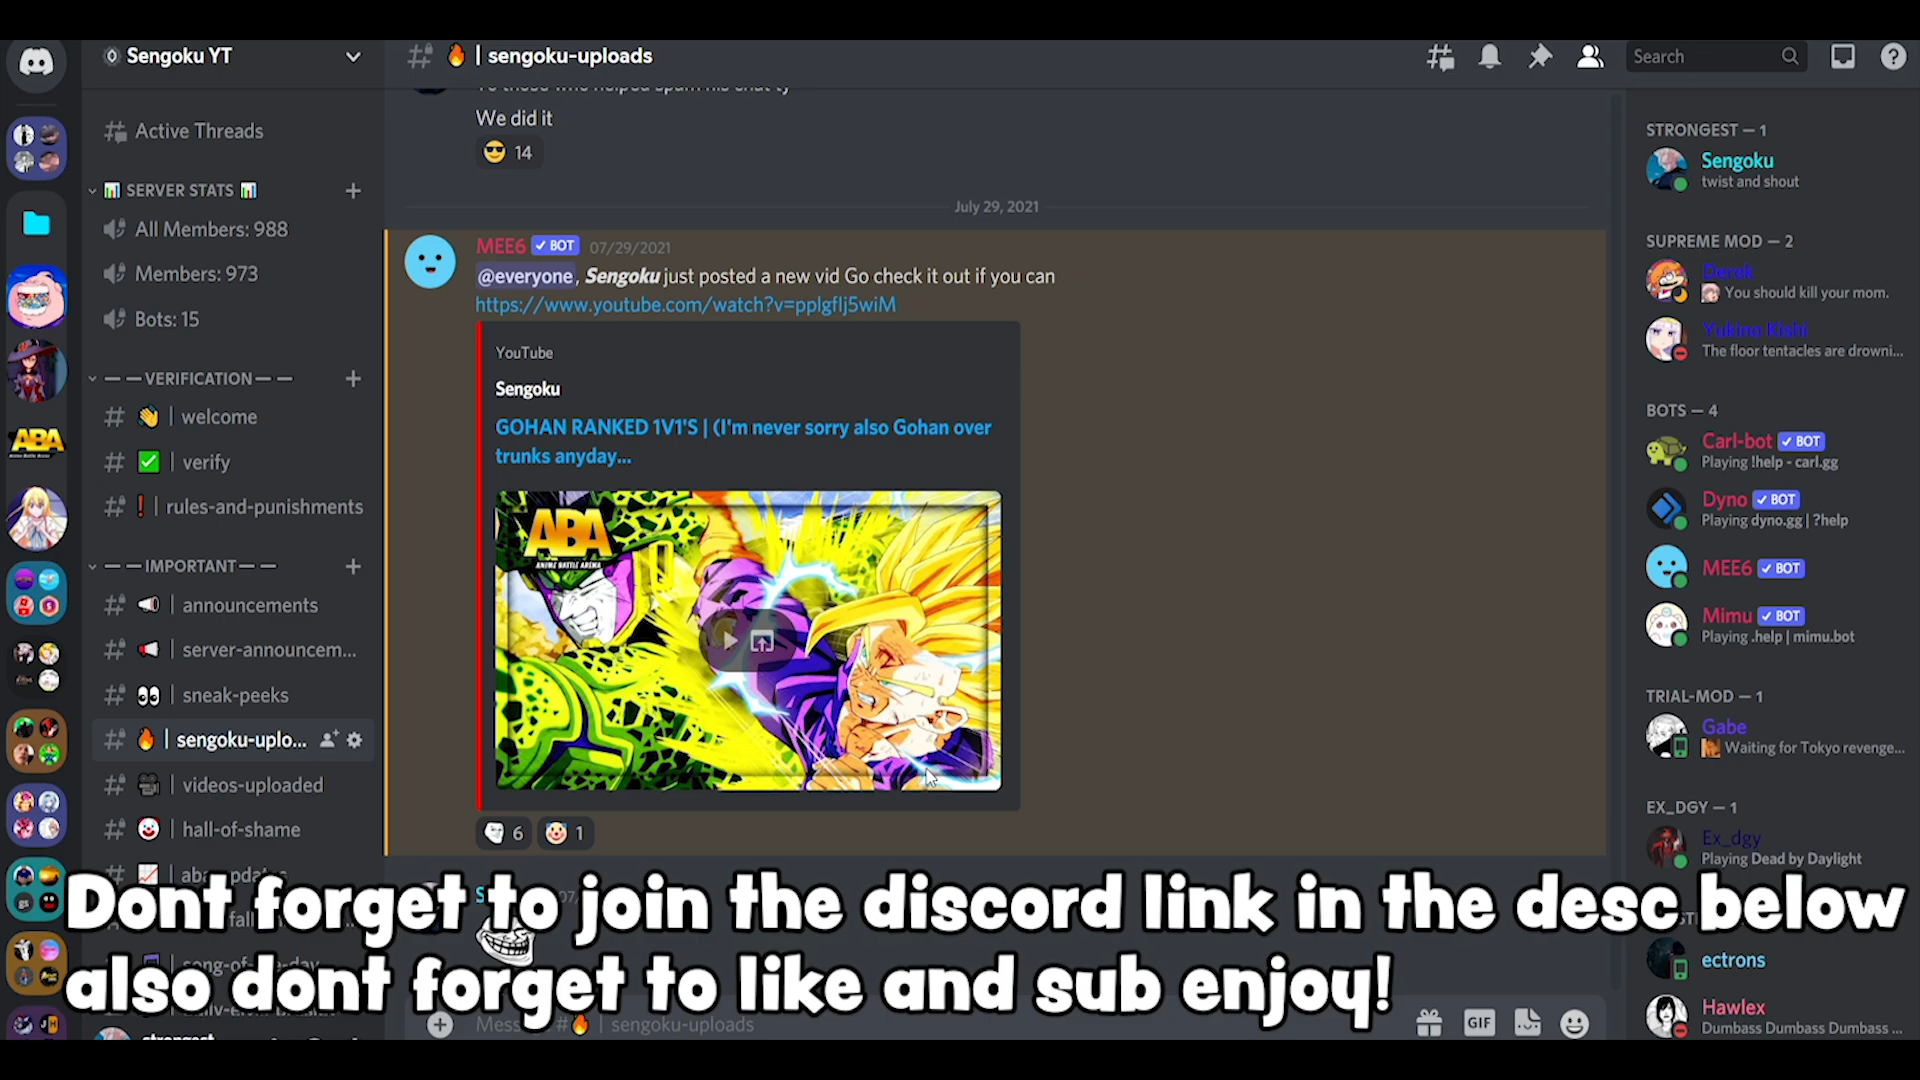 Sengoku YT
| sengoku-uploads
Search
Active Threads
SERVER STATS
All Members: 988
Members: 973
Bots: 15
— — VERIFICATION — —
| welcome
| verify
| rules-and-punishments
— — IMPORTANT — —
| announcements
| server-announcem...
| sneak-peeks
| sengoku-uplo...
| videos-uploaded
| hall-of-shame
We did it
14
July 29, 2021
MEE6 BOT 07/29/2021
@everyone, Sengoku just posted a new vid Go check it out if you can
https://www.youtube.com/watch?v=pplgflj5wiM
YouTube
Sengoku
GOHAN RANKED 1V1'S | (I'm never sorry also Gohan over
trunks anyday...
ABA
ANIME BATTLE ARENA
6
1
Dont forget to join the discord link in the desc below
also dont forget to like and sub enjoy!
| sengoku-uploads
GIF
STRONGEST — 1
Sengoku
twist and shout
SUPREME MOD — 2
Derek
You should kill your mom.
Yukino Kishi
The floor tentacles are drowni...
BOTS — 4
Carl-bot BOT
Playing !help - carl.gg
Dyno BOT
Playing dyno.gg | ?help
MEE6 BOT
Mimu BOT
Playing .help | mimu.bot
TRIAL-MOD — 1
Gabe
Waiting for Tokyo revenge...
EX_DGY — 1
Ex_dgy
Playing Dead by Daylight
ectrons
Hawlex
Dumbass Dumbass Dumbass ...
ABA